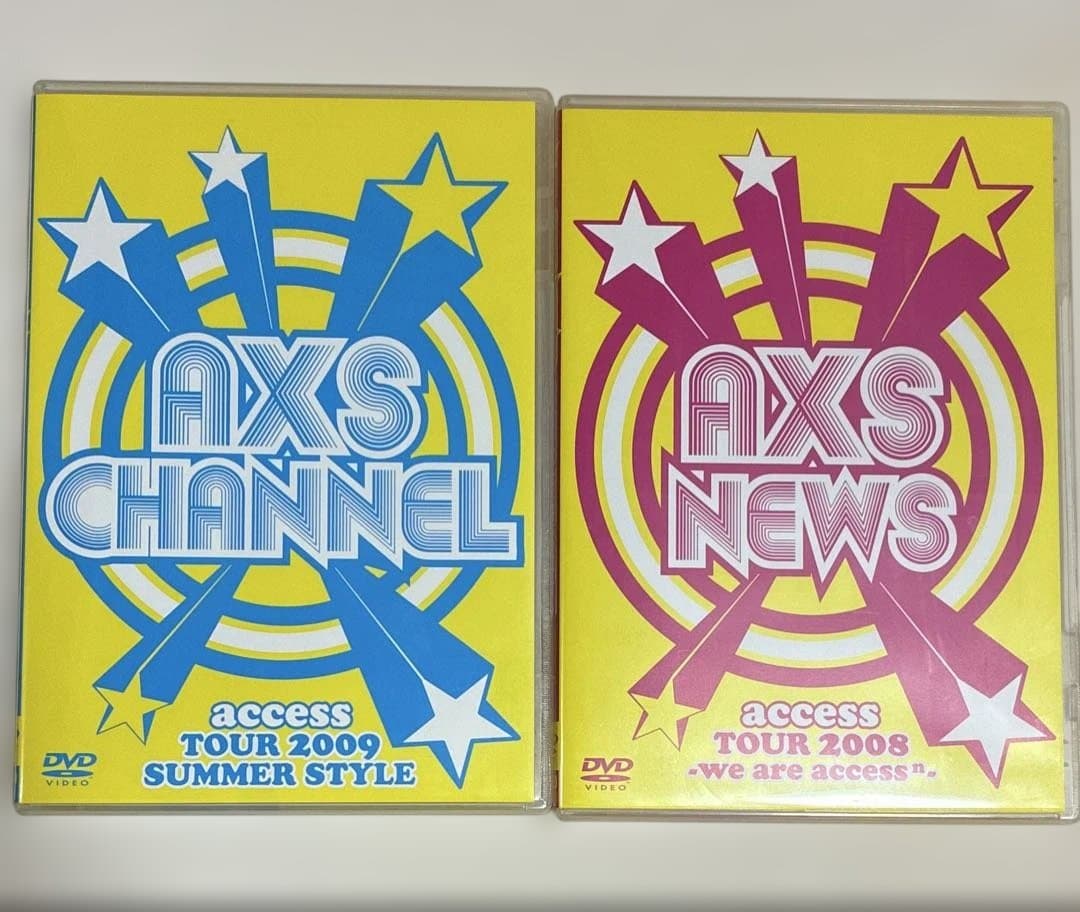 AXS
CHANNEL
access
TOUR 2009
SUMMER STYLE
DVD
VIDEO
AXS
NEWS
access
TOUR 2008
-we are accessⁿ-
DVD
VIDEO